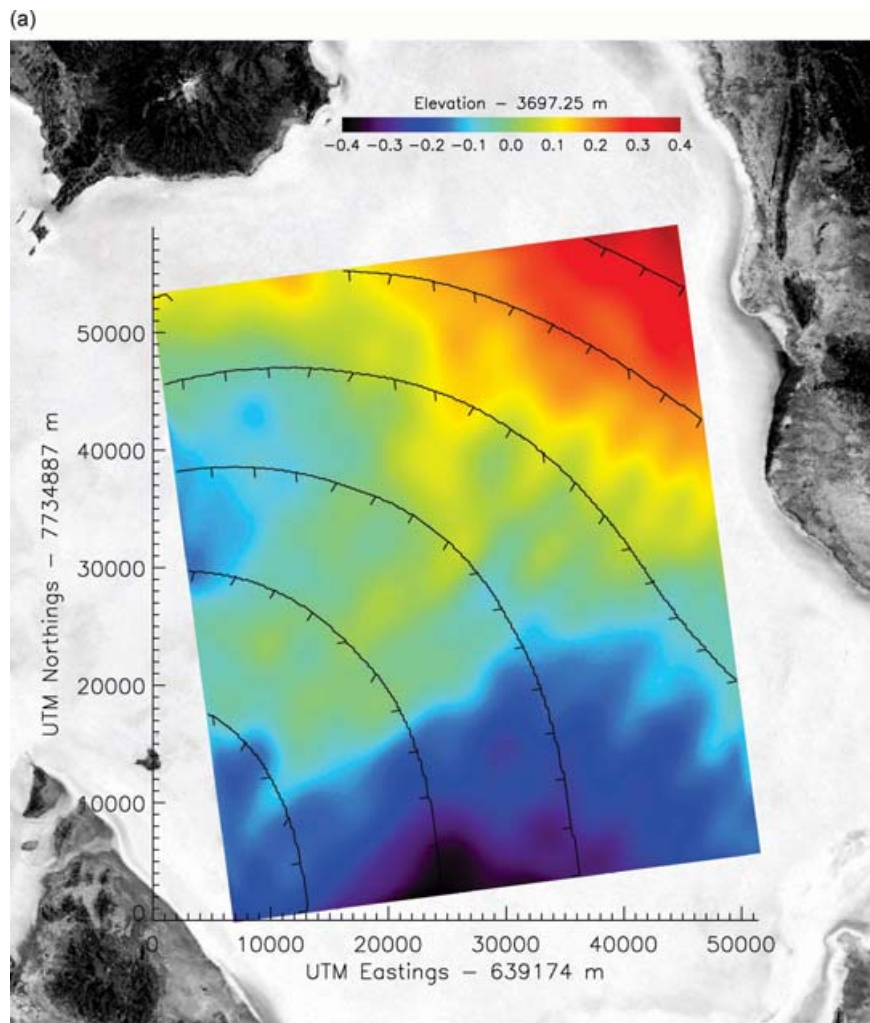 (a)
Elevation – 3697.25 m
-0.4 -0.3 -0.2 -0.1 0.0 0.1 0.2 0.3 0.4
50000
40000
30000
20000
10000
0
UTM Northings – 7734887 m
0 10000 20000 30000 40000 50000
UTM Eastings – 639174 m